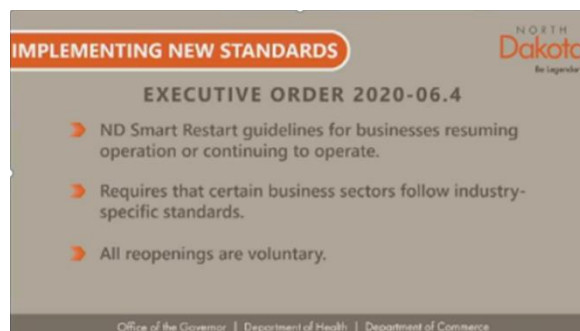 NORTH
Dakota
Be Legendar
IMPLEMENTING NEW STANDARDS
EXECUTIVE ORDER 2020-06.4
ND Smart Restart guidelines for businesses resuming
operation or continuing to operate.
Requires that certain business sectors follow industry-
specific standards.
All reopenings are voluntary.
Office of the Governor | Department of Health | Department of Commerce